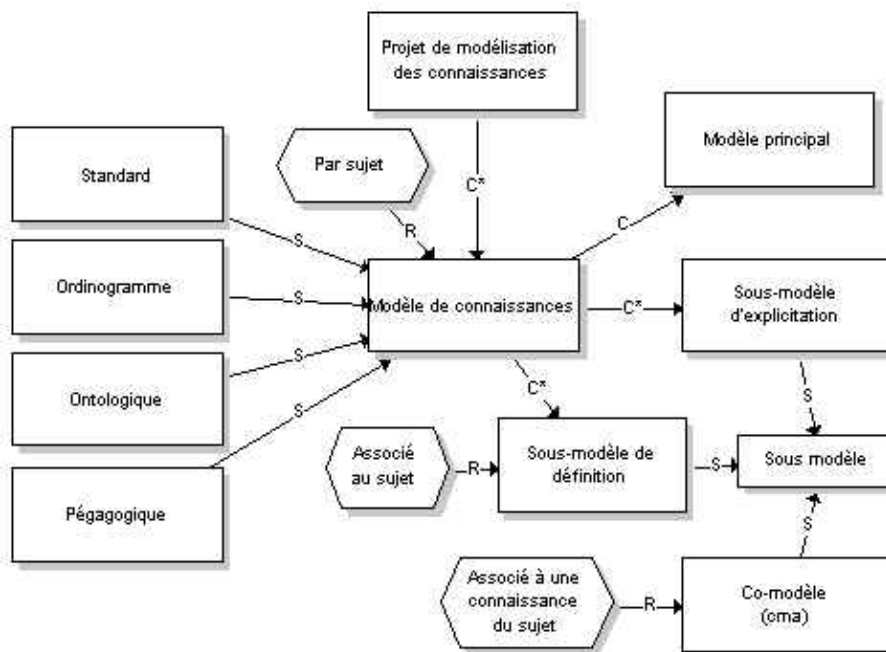 Projet de modélisation
des connaissances
Modèle principal
Standard
Par sujet
C*
R
C
S
Ordinogramme
S
Modèle de connaissances
C*
Sous-modèle
d'explicitation
S
Ontologique
S
C*
S
Associé
au sujet
R
Sous-modèle de
définition
S
Sous modèle
Pégagogique
S
Associé à une
connaissance
du sujet
R
Co-modèle
(cma)